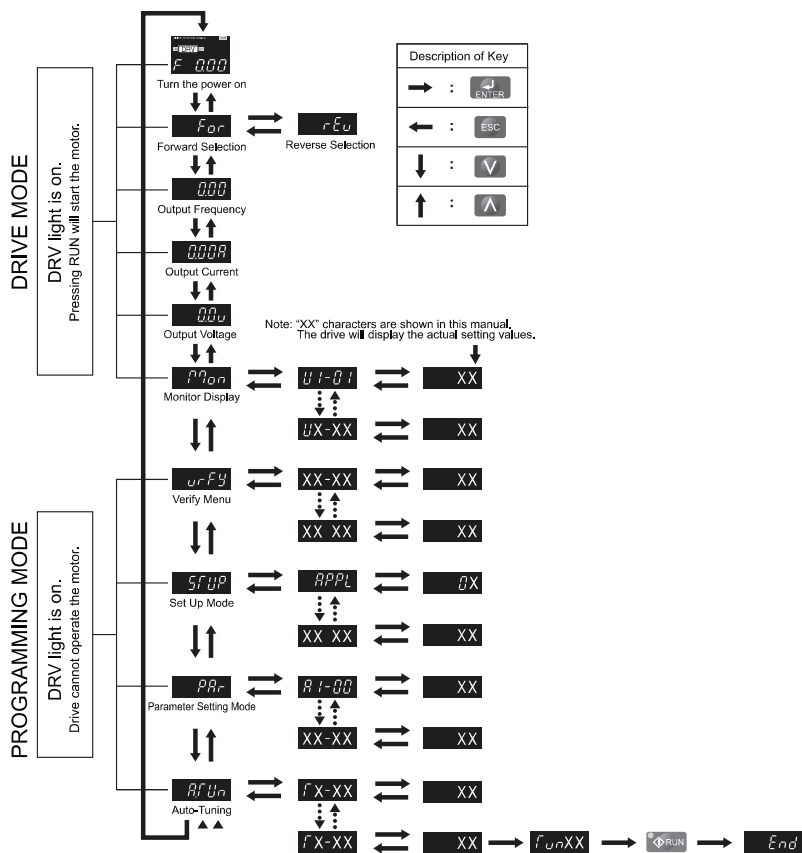 DRV
F 0.00
Turn the power on
For
rEv
Forward Selection
Reverse Selection
0.00
Output Frequency
0.00A
Output Current
0.0v
Output Voltage
Mon
Monitor Display
DRIVE MODE
DRV light is on.
Pressing RUN will start the motor.
Description of Key
→ : ENTER
← : ESC
↓ : V
↑ : Λ
Note: "XX" characters are shown in this manual.
The drive will display the actual setting values.
U1-01
XX
UX-XX
XX
PROGRAMMING MODE
DRV light is on.
Drive cannot operate the motor.
vrFY
XX-XX
XX
Verify Menu
XX XX
XX
STUP
APPL
0X
Set Up Mode
XX XX
XX
PAr
A1-00
XX
Parameter Setting Mode
XX-XX
XX
A.TUn
TX-XX
XX
Auto-Tuning
TX-XX
XX
TunXX
RUN
End